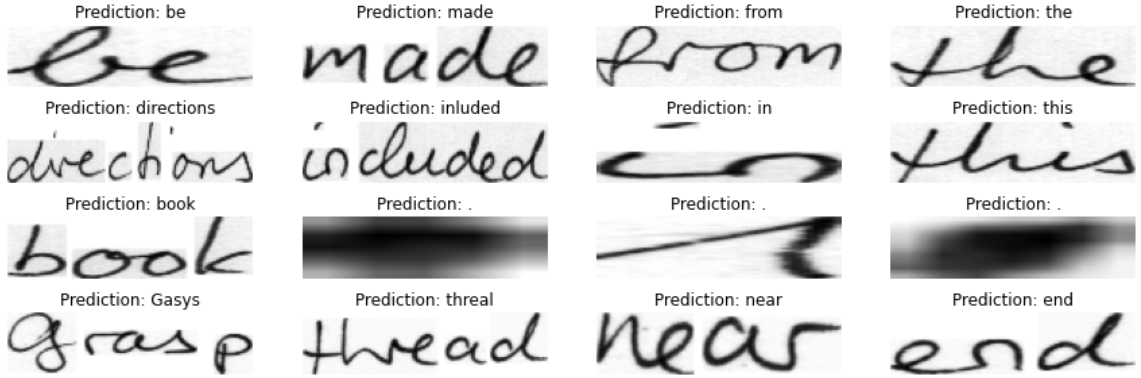 Prediction: be Prediction: made Prediction: from Prediction: the
be made from the
Prediction: directions Prediction: inluded Prediction: in Prediction: this
directions included in this
Prediction: book Prediction: . Prediction: . Prediction: .
book
Prediction: Gasys Prediction: threal Prediction: near Prediction: end
grasp thread near end